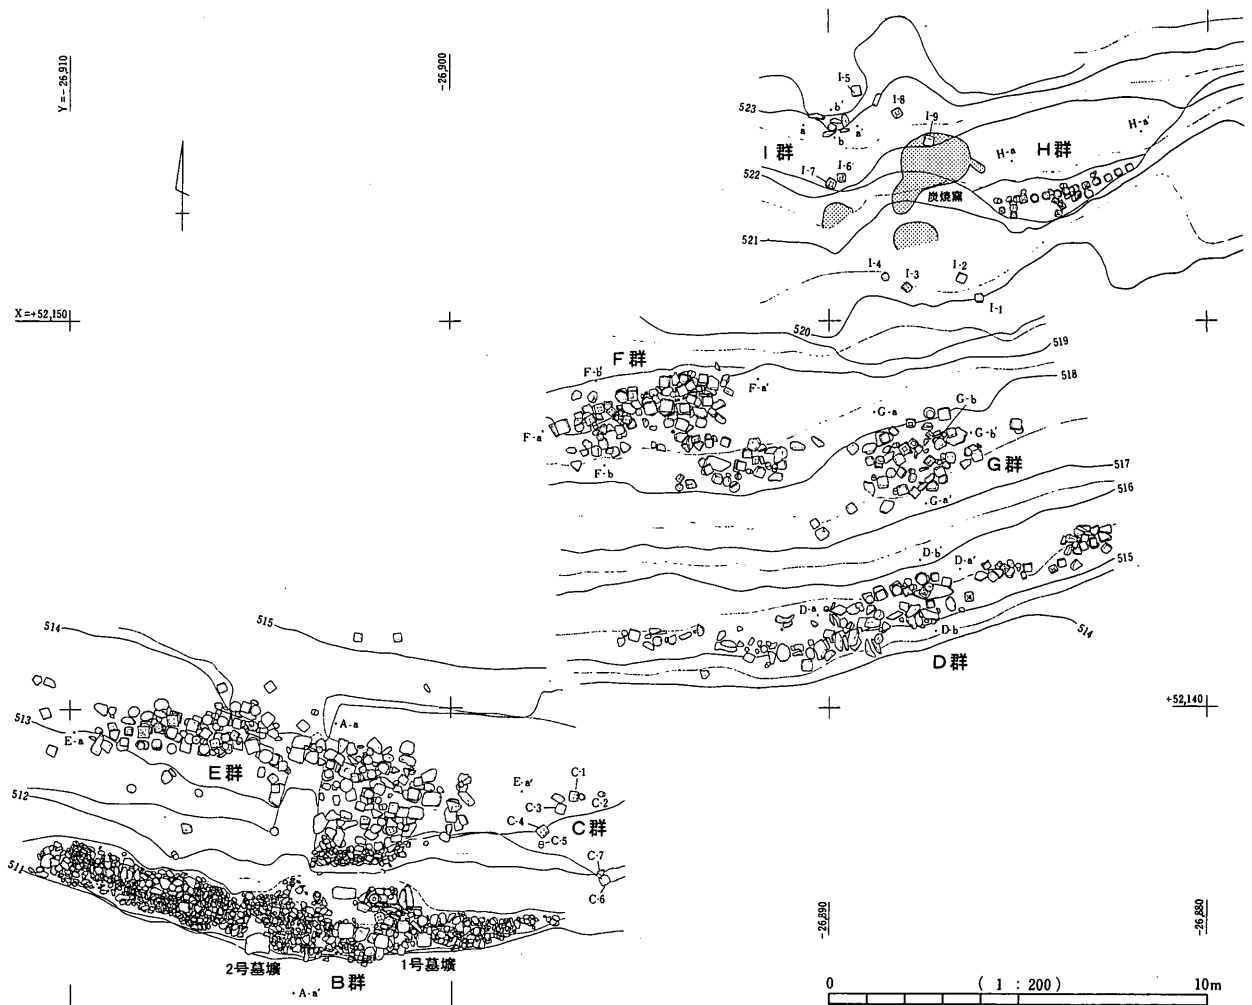 Y=-26,910
-26,900
523
I-5
b'
a
a'
b
I-8
I-9
H-a'
H-a
H群
I群
I-7
I-6
522
炭焼窯
521
I-4
I-3
I-2
I-1
X=+52,150
520
519
F群
F-b'
F-a'
518
G-a
G-b
G-b'
F-a'
F-b
G群
517
G-a'
516
D-b'
D-a'
515
D-a
D-b
514
D群
514
515
+52,140
513
A-a
E-a
E群
E-a'
C-1
C-2
C-3
C群
C-4
C-5
512
511
C-7
C-6
2号墓壙
1号墓壙
B群
A-a'
-26,890
-26,880
0 (1 : 200) 10m